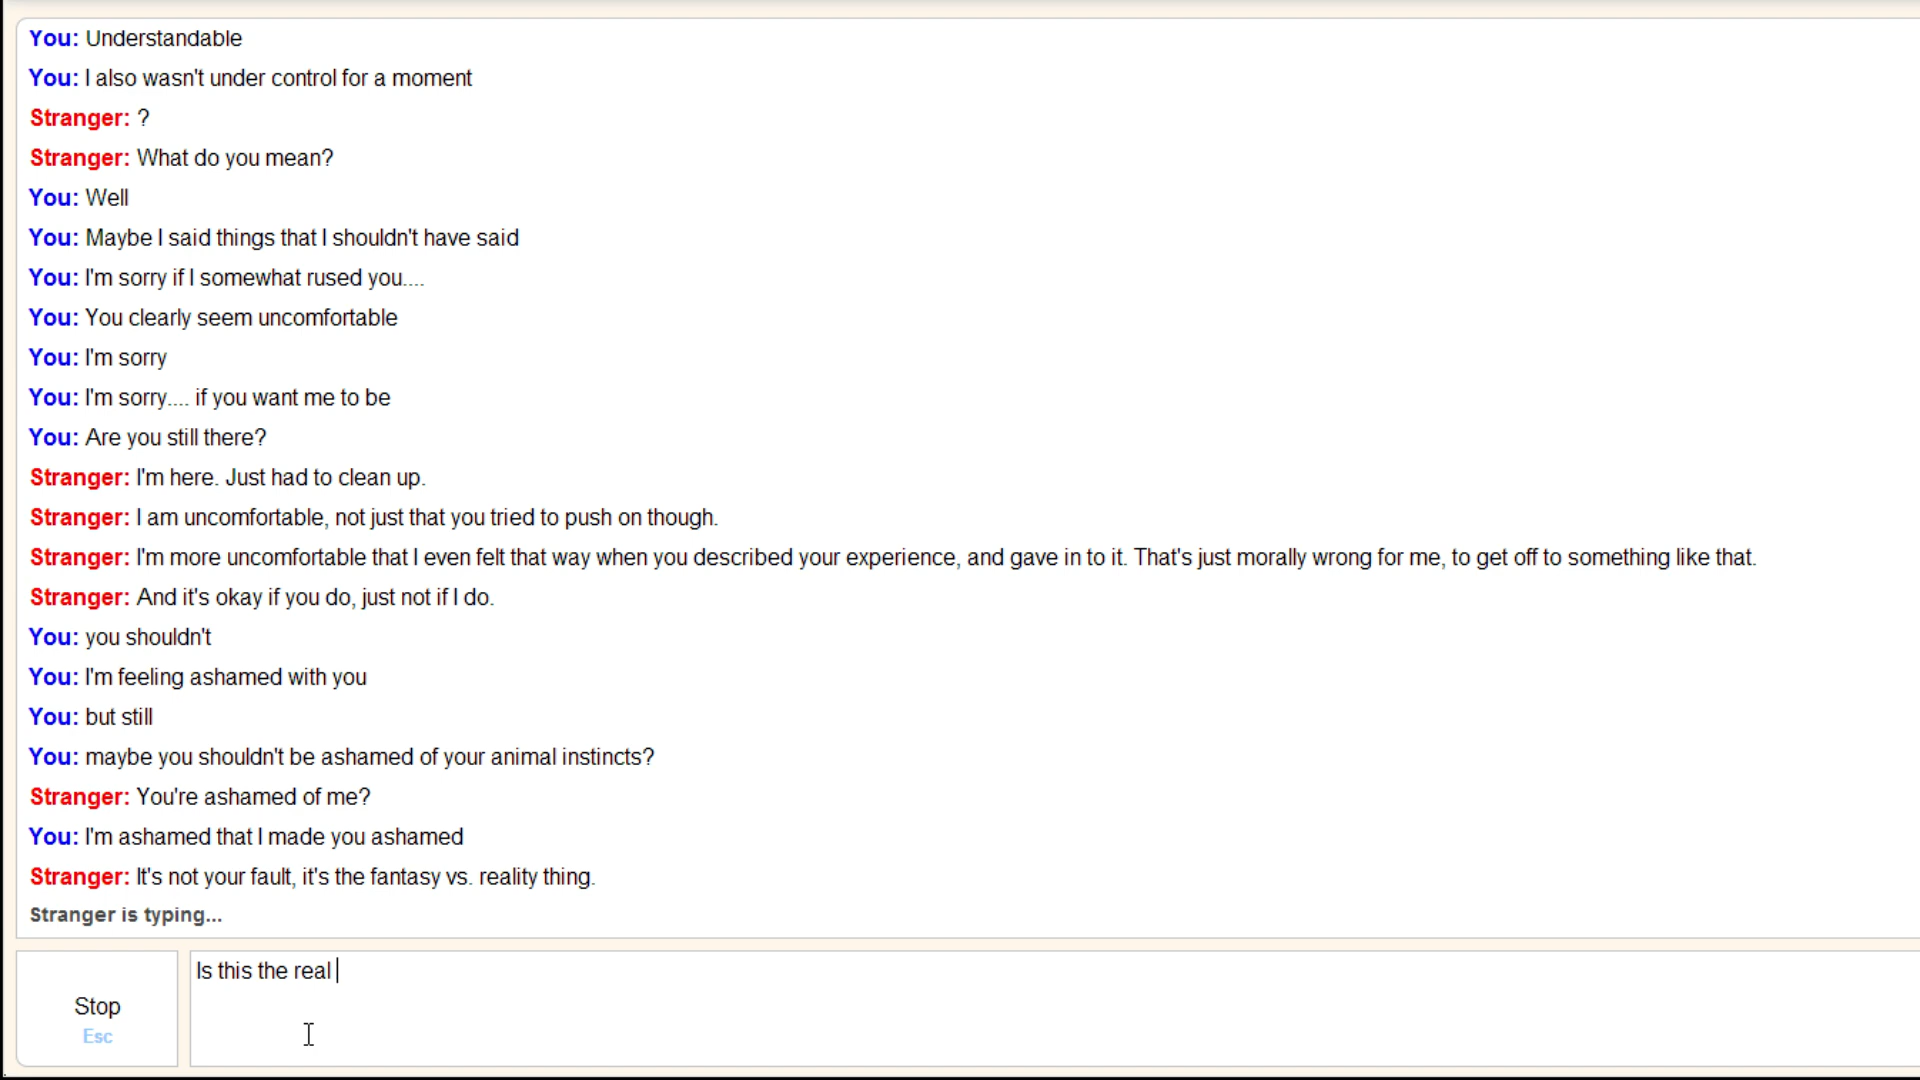 You: Understandable
You: I also wasn't under control for a moment
Stranger: ?
Stranger: What do you mean?
You: Well
You: Maybe I said things that I shouldn't have said
You: I'm sorry if I somewhat rused you....
You: You clearly seem uncomfortable
You: I'm sorry
You: I'm sorry.... if you want me to be
You: Are you still there?
Stranger: I'm here. Just had to clean up.
Stranger: I am uncomfortable, not just that you tried to push on though.
Stranger: I'm more uncomfortable that I even felt that way when you described your experience, and gave in to it. That's just morally wrong for me, to get off to something like that.
Stranger: And it's okay if you do, just not if I do.
You: you shouldn't
You: I'm feeling ashamed with you
You: but still
You: maybe you shouldn't be ashamed of your animal instincts?
Stranger: You're ashamed of me?
You: I'm ashamed that I made you ashamed
Stranger: It's not your fault, it's the fantasy vs. reality thing.
Stranger is typing...
Is this the real
Stop
Esc